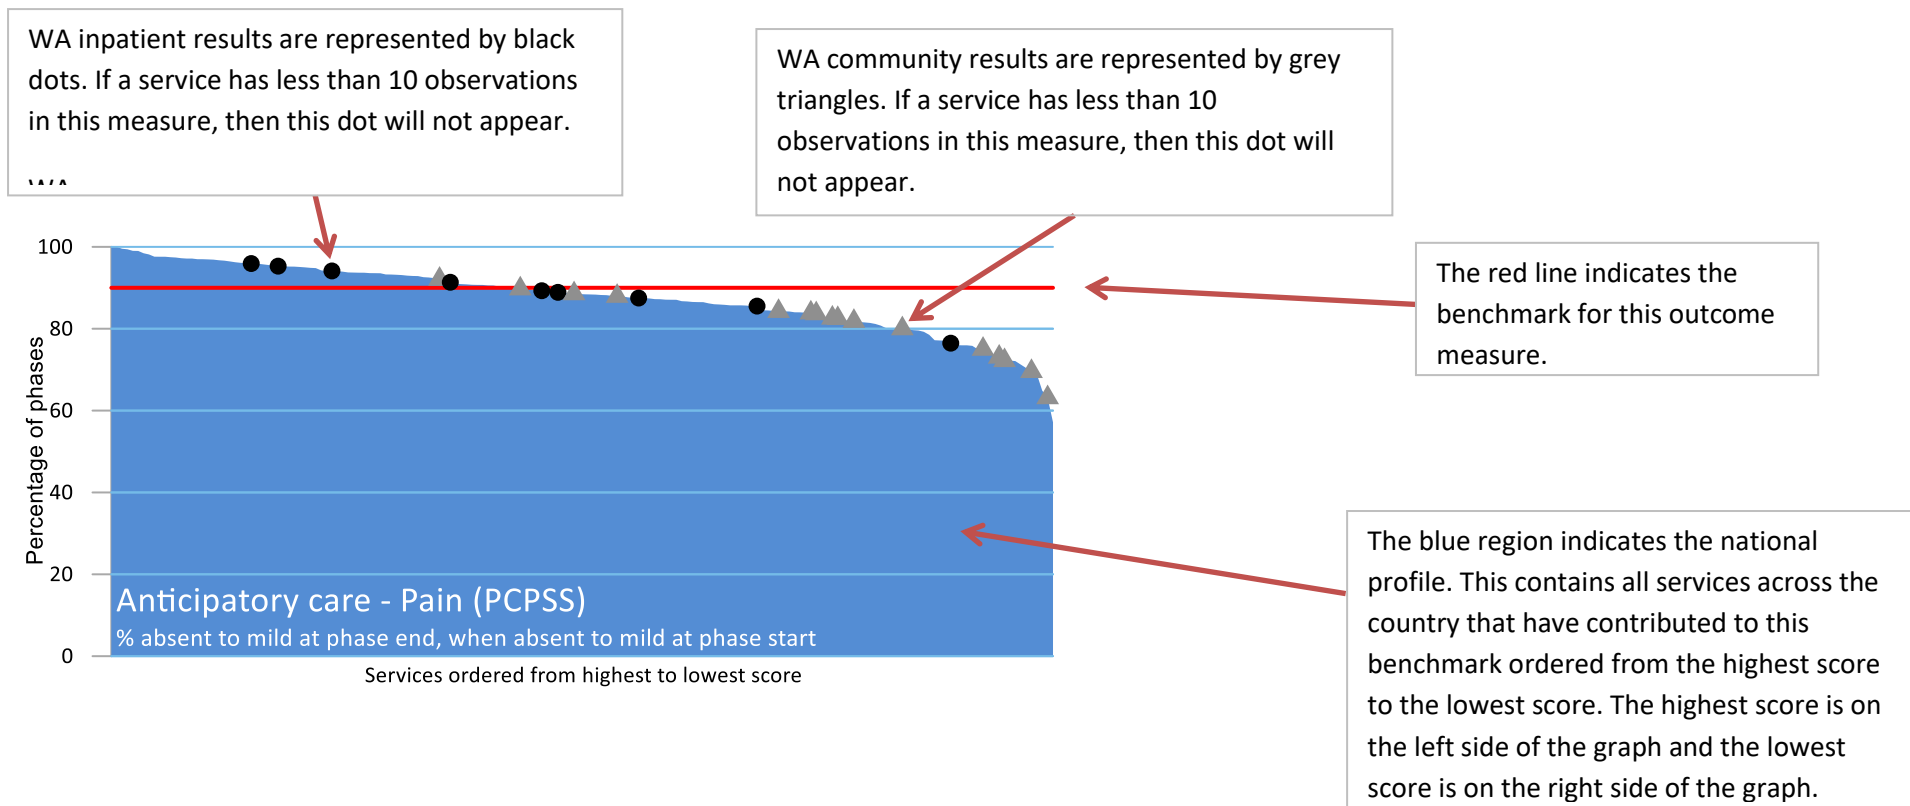 WA inpatient results are represented by black
dots. If a service has less than 10 observations
in this measure, then this dot will not appear.
WA community results are represented by grey
triangles. If a service has less than 10
observations in this measure, then this dot will
not appear.
The red line indicates the
benchmark for this outcome
measure.
100
80
60
40
20
0
Percentage of phases
Anticipatory care - Pain (PCPSS)
% absent to mild at phase end, when absent to mild at phase start
Services ordered from highest to lowest score
The blue region indicates the national
profile. This contains all services across the
country that have contributed to this
benchmark ordered from the highest score
to the lowest score. The highest score is on
the left side of the graph and the lowest
score is on the right side of the graph.